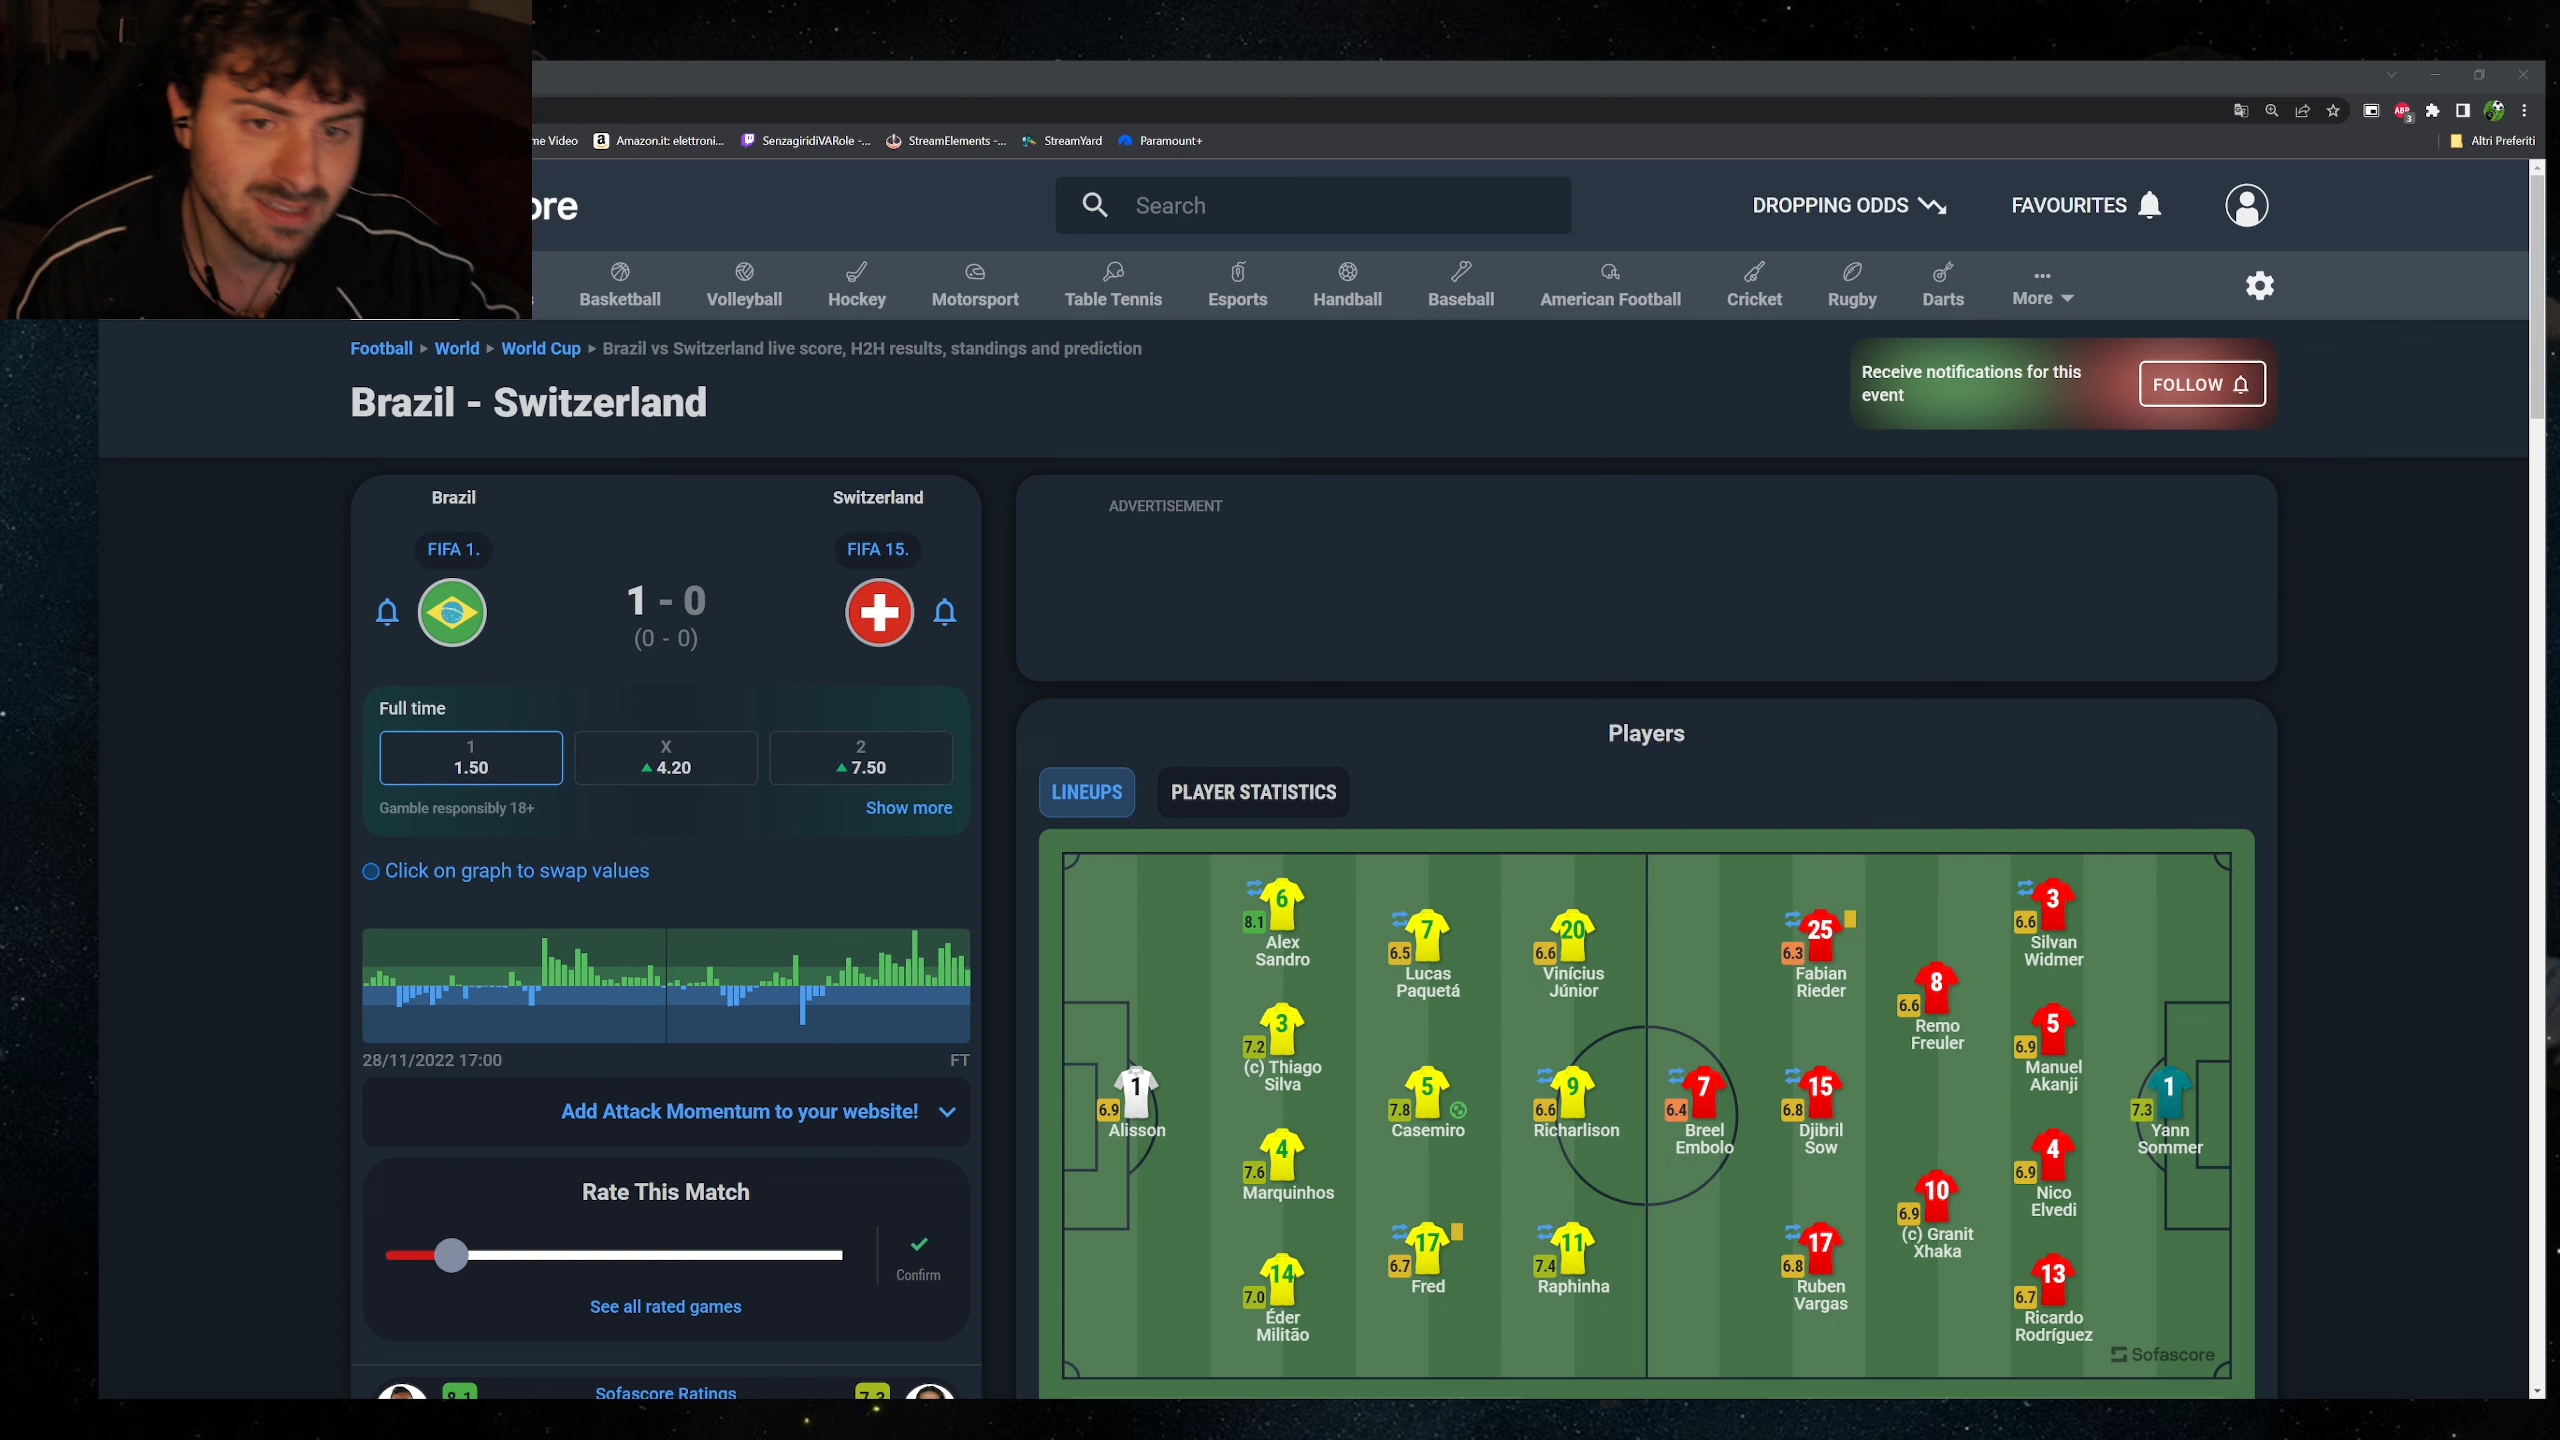 me Video
Amazon.it: elettroni...
SenzagiridiVARole -...
StreamElements -...
StreamYard
Paramount+
Altri Preferiti
ore
Search
DROPPING ODDS
FAVOURITES
Basketball
Volleyball
Hockey
Motorsport
Table Tennis
Esports
Handball
Baseball
American Football
Cricket
Rugby
Darts
More
Football ▸ World ▸ World Cup ▸ Brazil vs Switzerland live score, H2H results, standings and prediction
Brazil - Switzerland
Receive notifications for this
event
FOLLOW
Brazil
Switzerland
FIFA 1.
FIFA 15.
1 - 0
(0 - 0)
Full time
1
1.50
X
4.20
2
7.50
Gamble responsibly 18+
Show more
Click on graph to swap values
28/11/2022 17:00
FT
Add Attack Momentum to your website!
Rate This Match
Confirm
See all rated games
8.1
Sofascore Ratings
7.3
ADVERTISEMENT
Players
LINEUPS
PLAYER STATISTICS
1
6.9
Alisson
6
8.1
Alex
Sandro
3
7.2
(c) Thiago
Silva
4
7.6
Marquinhos
14
7.0
Éder
Militão
7
6.5
Lucas
Paquetá
5
7.8
Casemiro
17
6.7
Fred
20
6.6
Vinícius
Júnior
9
6.6
Richarlison
11
7.4
Raphinha
7
6.4
Breel
Embolo
25
6.3
Fabian
Rieder
15
6.8
Djibril
Sow
17
6.8
Ruben
Vargas
8
6.6
Remo
Freuler
10
6.9
(c) Granit
Xhaka
3
6.6
Silvan
Widmer
5
6.9
Manuel
Akanji
4
6.9
Nico
Elvedi
13
6.7
Ricardo
Rodríguez
1
7.3
Yann
Sommer
Sofascore